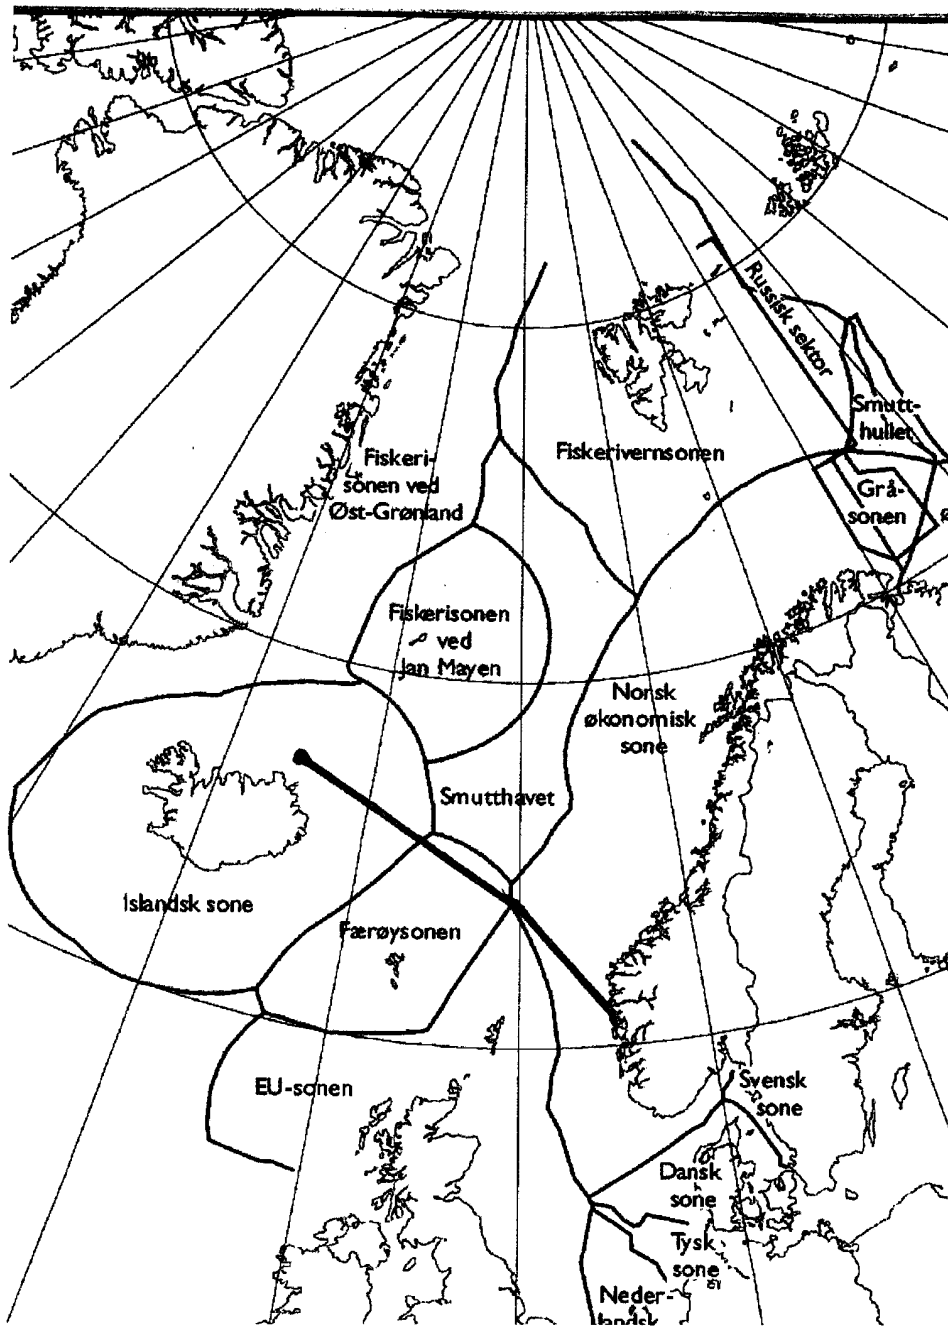 Russisk sektor
Smutt-
hullet
Fiskerivernsonen
Fiskeri-
sonen ved
Øst-Grønland
Grå-
sonen
Fiskerisonen
ved
Jan Mayen
Norsk
økonomisk
sone
Smutthavet
Islandsk sone
Færøysonen
EU-sonen
Svensk
sone
Dansk
sone
Tysk
sone
Neder-
landsk